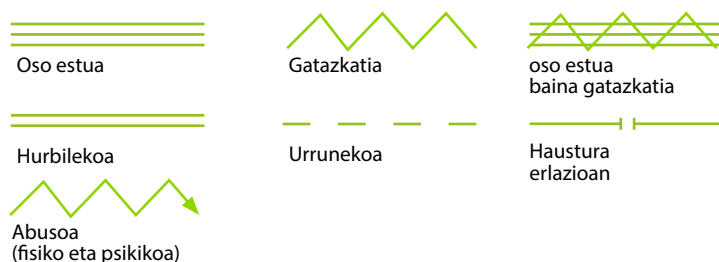 Oso estua
Gatazkatia
oso estua
baina gatazkatia
Hurbilekoa
Urrunekoa
Haustura
erlazioan
Abusoa
(fisiko eta psikikoa)